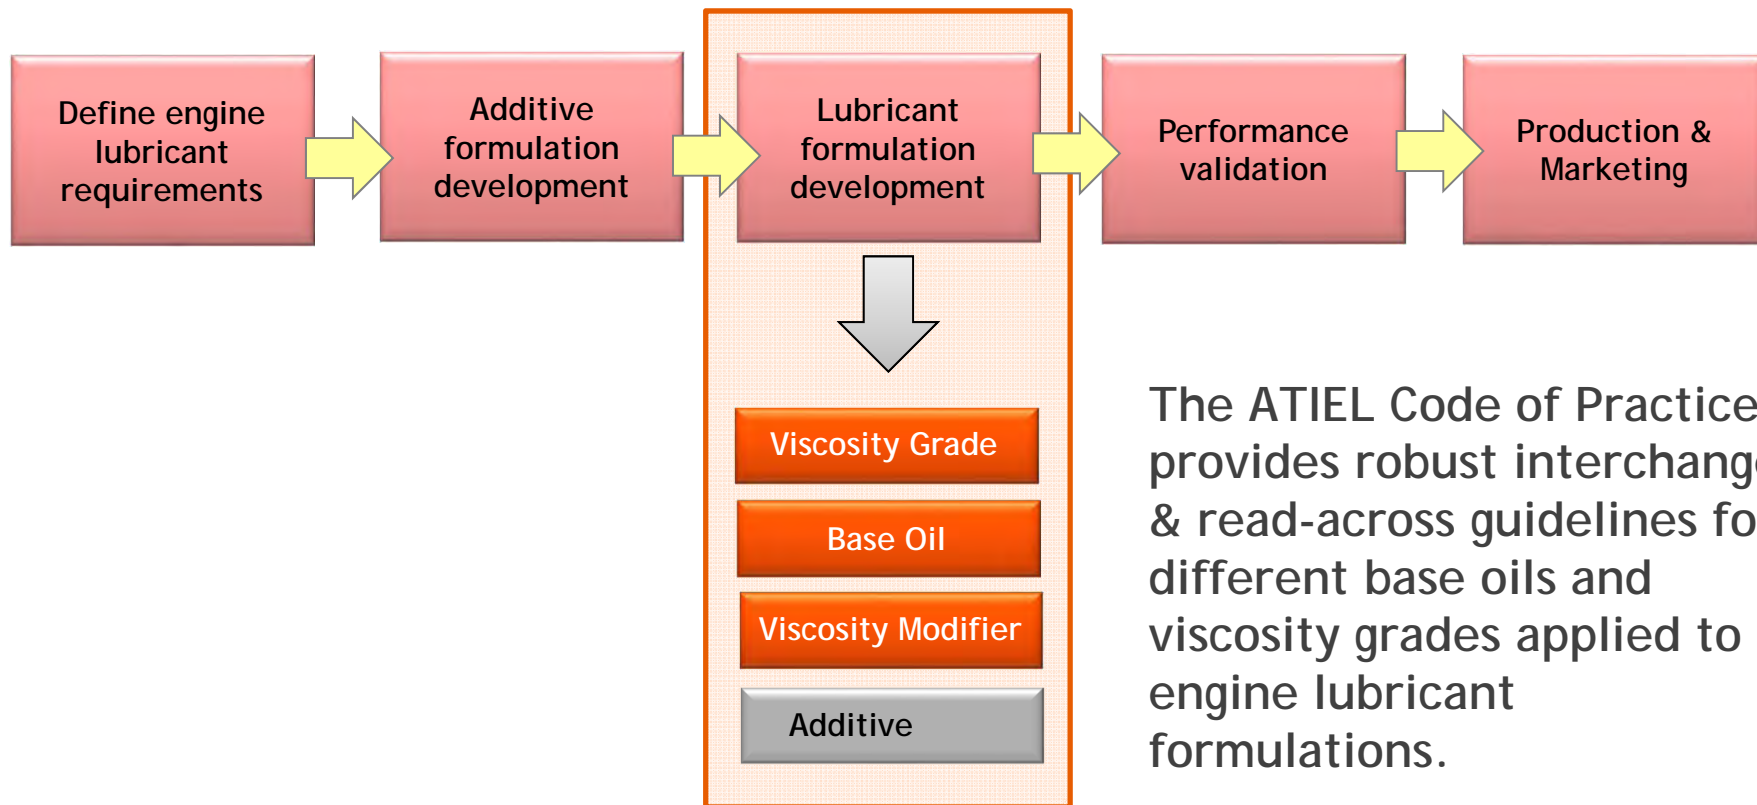 Define engine
lubricant
requirements
Additive
formulation
development
Lubricant
formulation
development
Performance
validation
Production &
Marketing
Viscosity Grade
Base Oil
Viscosity Modifier
Additive
The ATIEL Code of Practice
provides robust interchange
& read-across guidelines fo
different base oils and
viscosity grades applied to
engine lubricant
formulations.